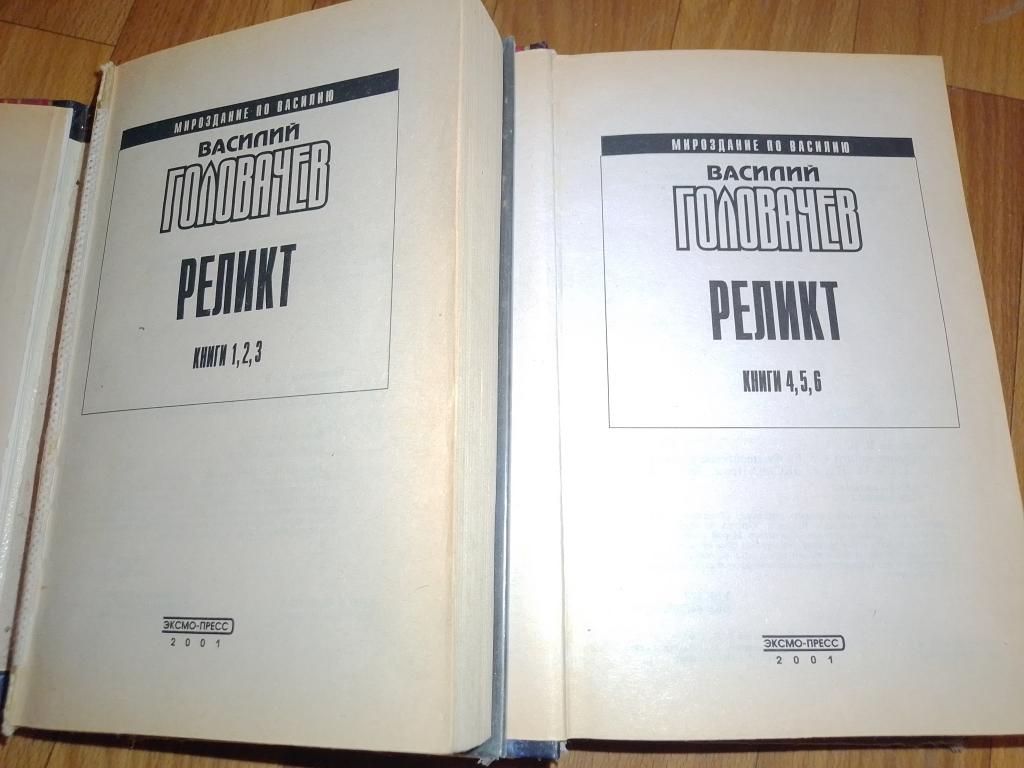 МИРОЗДАНИЕ ПО ВАСИЛИЮ
ВАСИЛИЙ
ГОЛОВАЧЕВ
РЕЛИКТ
КНИГИ 1,2,3
ЭКСМО-ПРЕСС
2001
МИРОЗДАНИЕ ПО ВАСИЛИЮ
ВАСИЛИЙ
ГОЛОВАЧЕВ
РЕЛИКТ
КНИГИ 4,5,6
ЭКСМО-ПРЕСС
2001